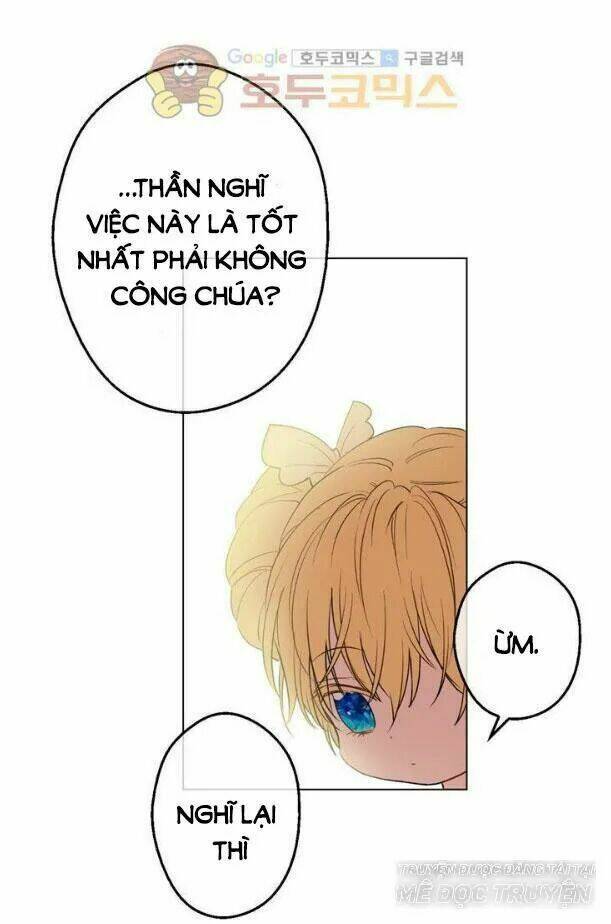 Google 호두코믹스 구글검색
호두코믹스
...THẦN NGHĨ
VIỆC NÀY LÀ TỐT
NHẤT PHẢI KHÔNG
CÔNG CHÚA?
ỪM.
NGHĨ LẠI
THÌ
TRUYỆN ĐƯỢC ĐĂNG TẢI TẠI
MÊ ĐỌC TRUYỆN